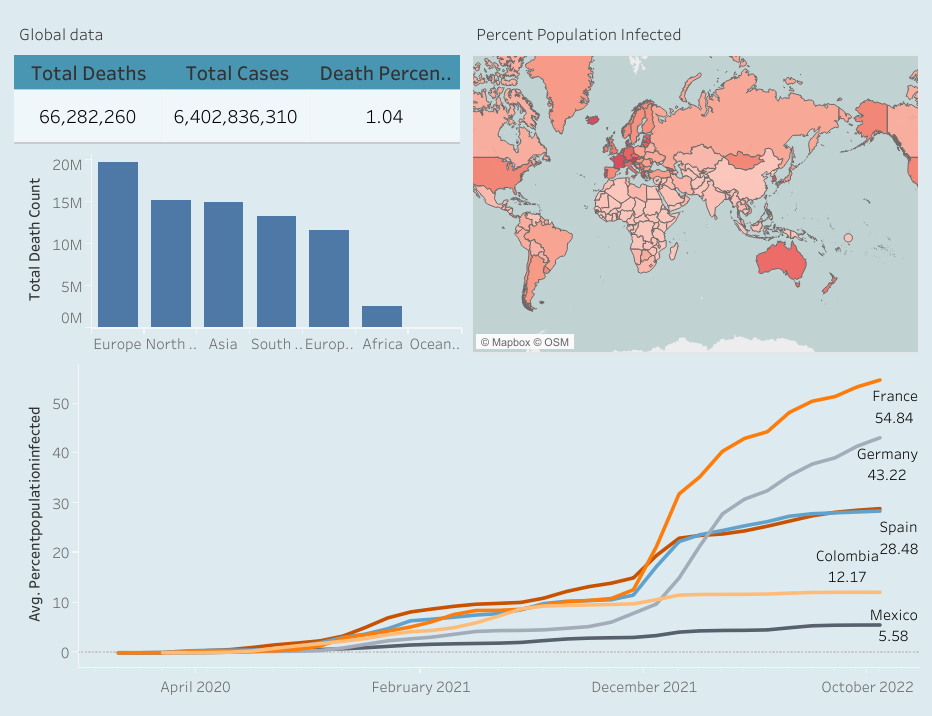 Global data
Total Deaths Total Cases Death Percen..
66,282,260 6,402,836,310 1.04
Total Death Count
20M
15M
10M
5M
0M
Europe North .. Asia South .. Europ.. Africa Ocean..
Percent Population Infected
© Mapbox © OSM
Avg. Percentpopulationinfected
50
40
30
20
10
0
France
54.84
Germany
43.22
Spain
28.48
Colombia
12.17
Mexico
5.58
April 2020 February 2021 December 2021 October 2022